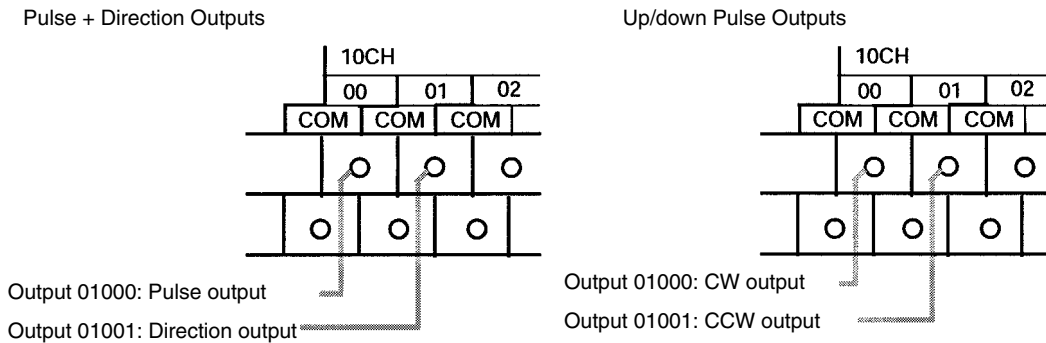 Pulse + Direction Outputs
10CH
00 01 02
COM COM COM
Output 01000: Pulse output
Output 01001: Direction output
Up/down Pulse Outputs
10CH
00 01 02
COM COM COM
Output 01000: CW output
Output 01001: CCW output